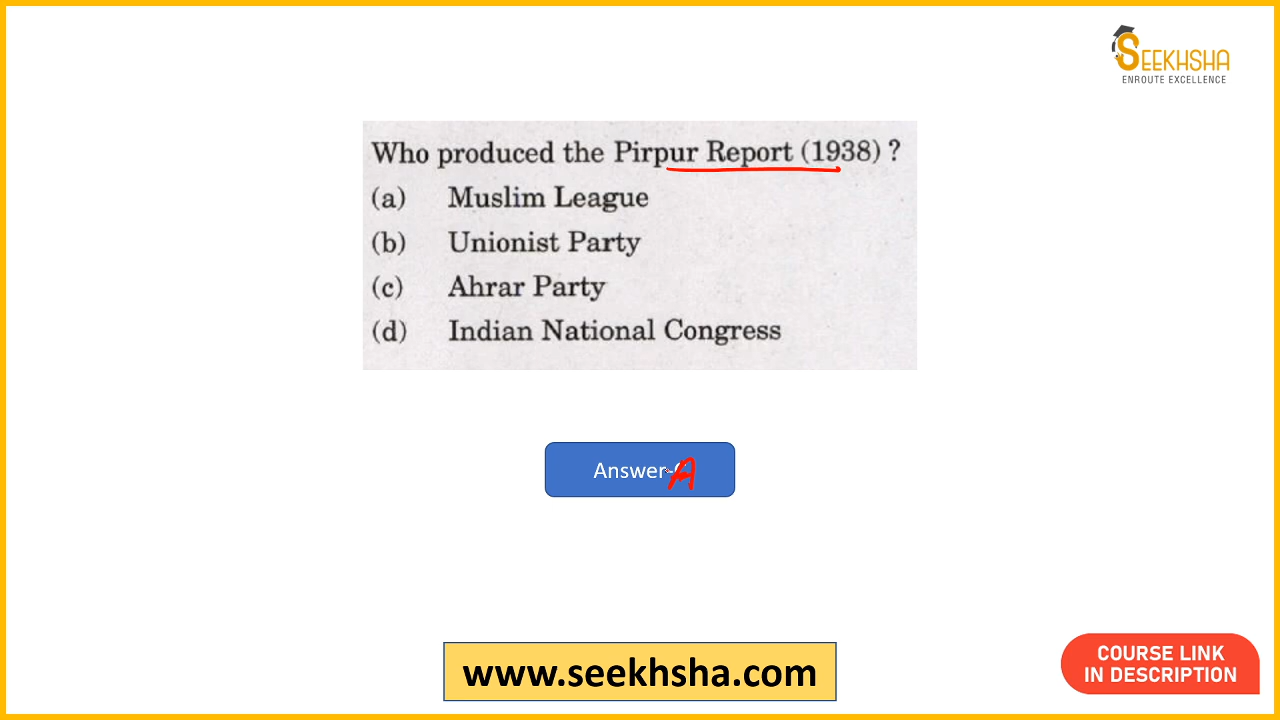 SEEKHSHA
ENROUTE EXCELLENCE
Who produced the Pirpur Report (1938) ?
(a) Muslim League
(b) Unionist Party
(c) Ahrar Party
(d) Indian National Congress
Answer- A
www.seekhsha.com
COURSE LINK
IN DESCRIPTION